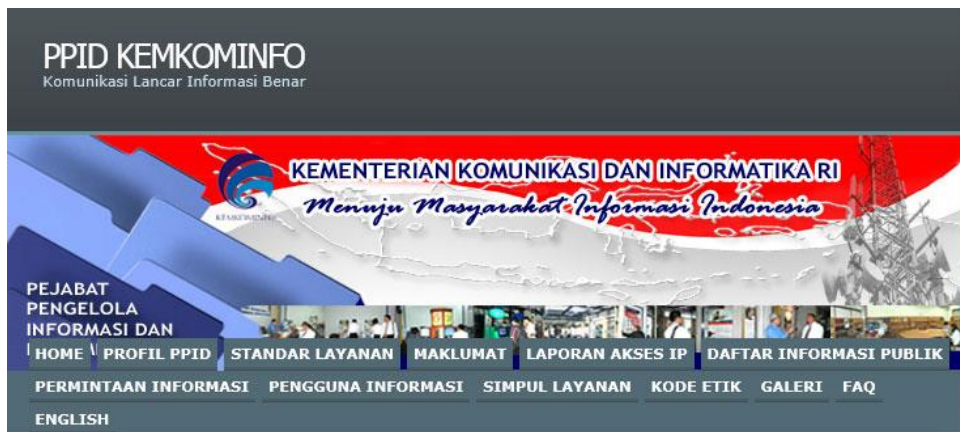 PPID KEMKOMINFO
Komunikasi Lancar Informasi Benar
KEMENTERIAN KOMUNIKASI DAN INFORMATIKA RI
Menuju Masyarakat Informasi Indonesia
KEMKOMINFO
PEJABAT
PENGELOLA
INFORMASI DAN
HOME PROFIL PPID STANDAR LAYANAN MAKLUMAT LAPORAN AKSES IP DAFTAR INFORMASI PUBLIK
PERMINTAAN INFORMASI PENGGUNA INFORMASI SIMPUL LAYANAN KODE ETIK GALERI FAQ
ENGLISH